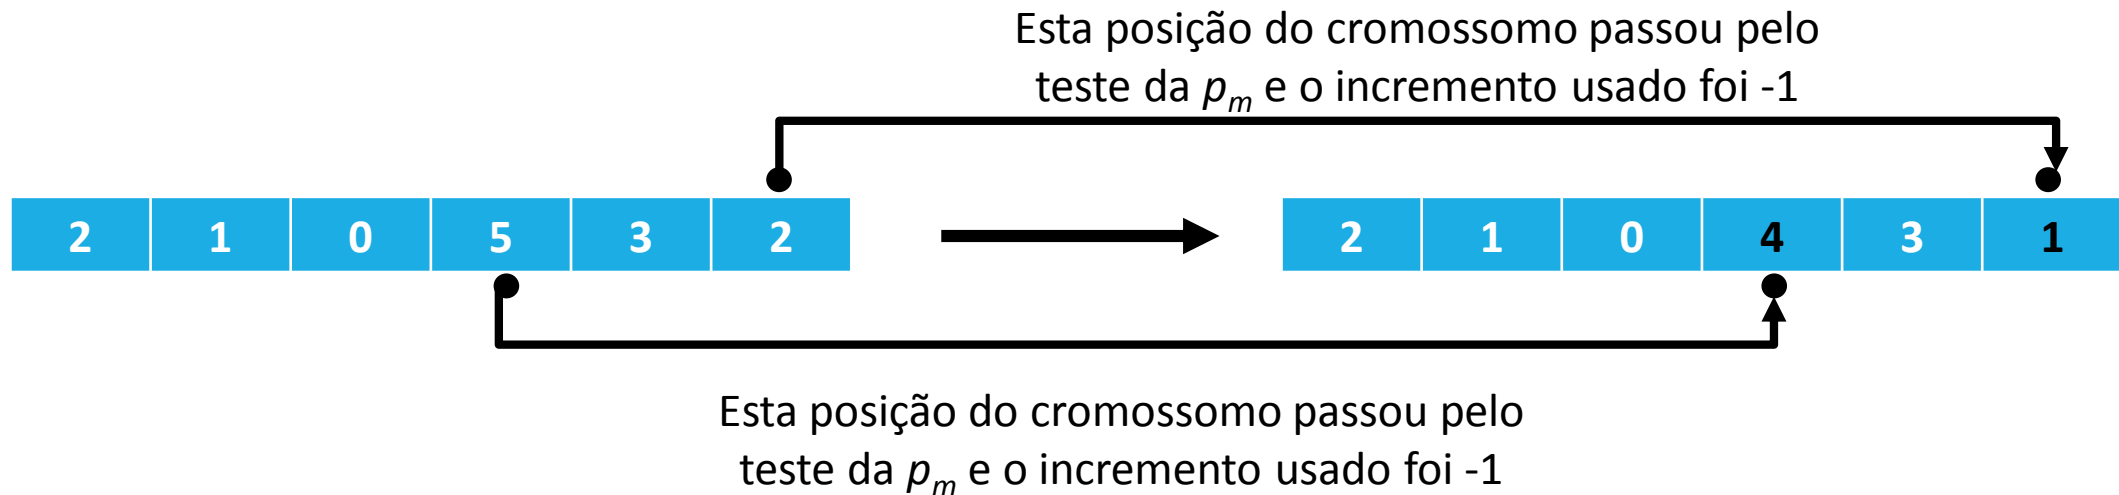 Esta posição do cromossomo passou pelo
teste da pm e o incremento usado foi -1
2 1 0 5 3 2 2 1 0 4 3 1
Esta posição do cromossomo passou pelo
teste da pm e o incremento usado foi -1